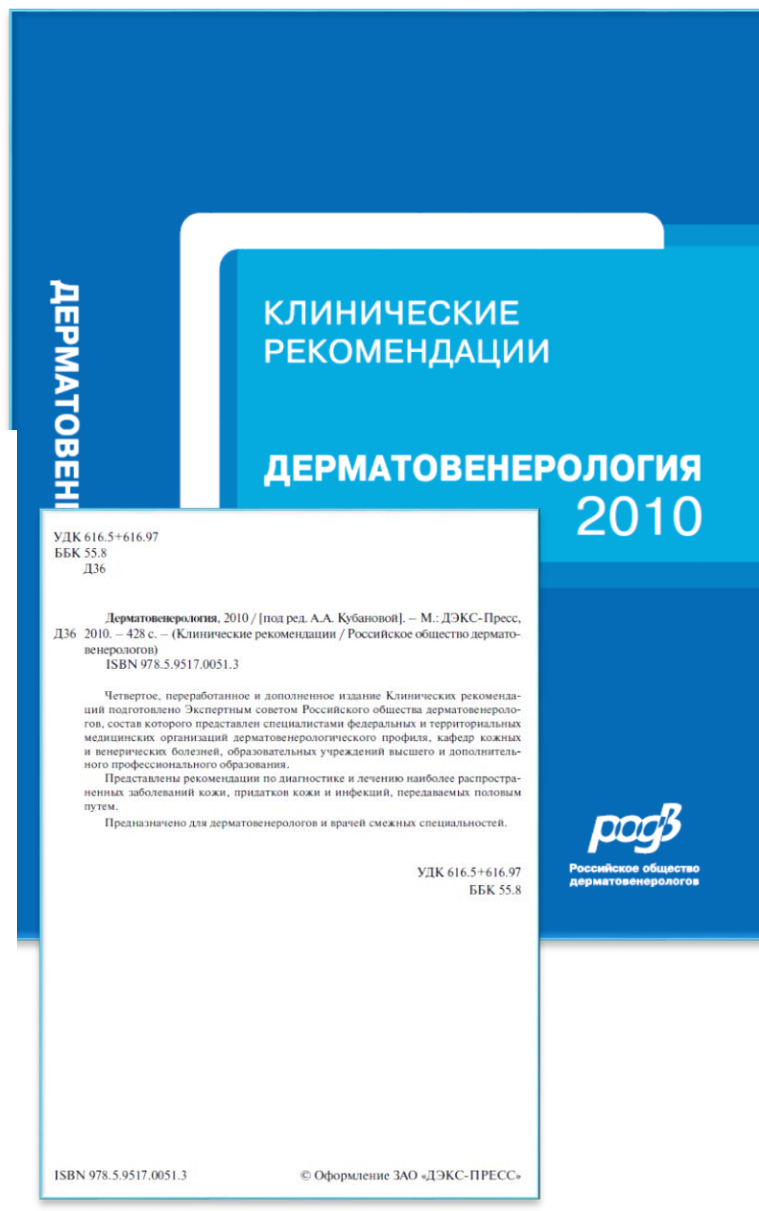 КЛИНИЧЕСКИЕ
РЕКОМЕНДАЦИИ
ДЕРМАТОВЕНЕРОЛОГИЯ
2010
ДЕРМАТОВЕН
родв
Российское общество
дерматовенерологов
УДК 616.5+616.97
ББК 55.8
Д36
Дерматовенерология, 2010 / [под ред. А.А. Кубановой]. – М.: ДЭКС-Пресс,
Д36 2010. – 428 с. – (Клинические рекомендации / Российское общество дермато-
венерологов)
ISBN 978.5.9517.0051.3
Четвертое, переработанное и дополненное издание Клинических рекоменда-
ций подготовлено Экспертным советом Российского общества дерматовенероло-
гов, состав которого представлен специалистами федеральных и территориальных
медицинских организаций дерматовенерологического профиля, кафедр кожных
и венерических болезней, образовательных учреждений высшего и дополнитель-
ного профессионального образования.
Представлены рекомендации по диагностике и лечению наиболее распростра-
ненных заболеваний кожи, придатков кожи и инфекций, передаваемых половым
путем.
Предназначено для дерматовенерологов и врачей смежных специальностей.
УДК 616.5+616.97
ББК 55.8
ISBN 978.5.9517.0051.3
© Оформление ЗАО «ДЭКС-ПРЕСС»